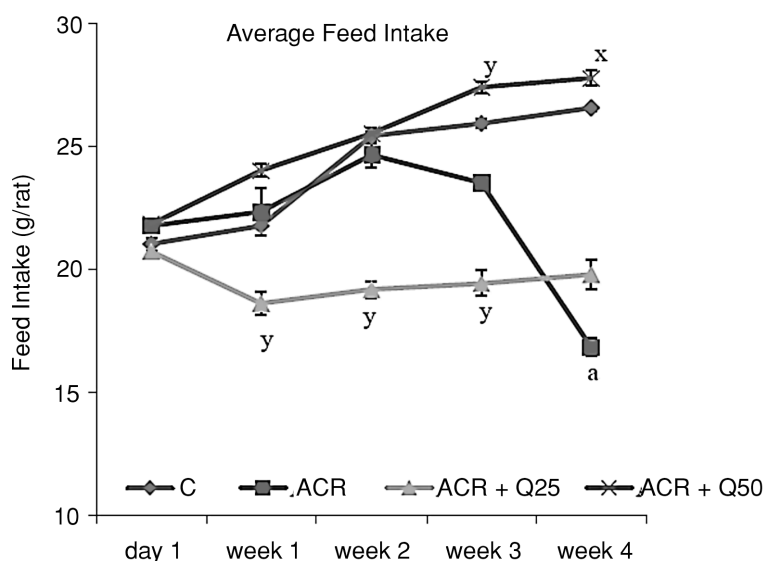 Average Feed Intake
Feed Intake (g/rat)
30
25
20
15
10
y
x
y
y
y
a
C ACR ACR + Q25 ACR + Q50
day 1 week 1 week 2 week 3 week 4